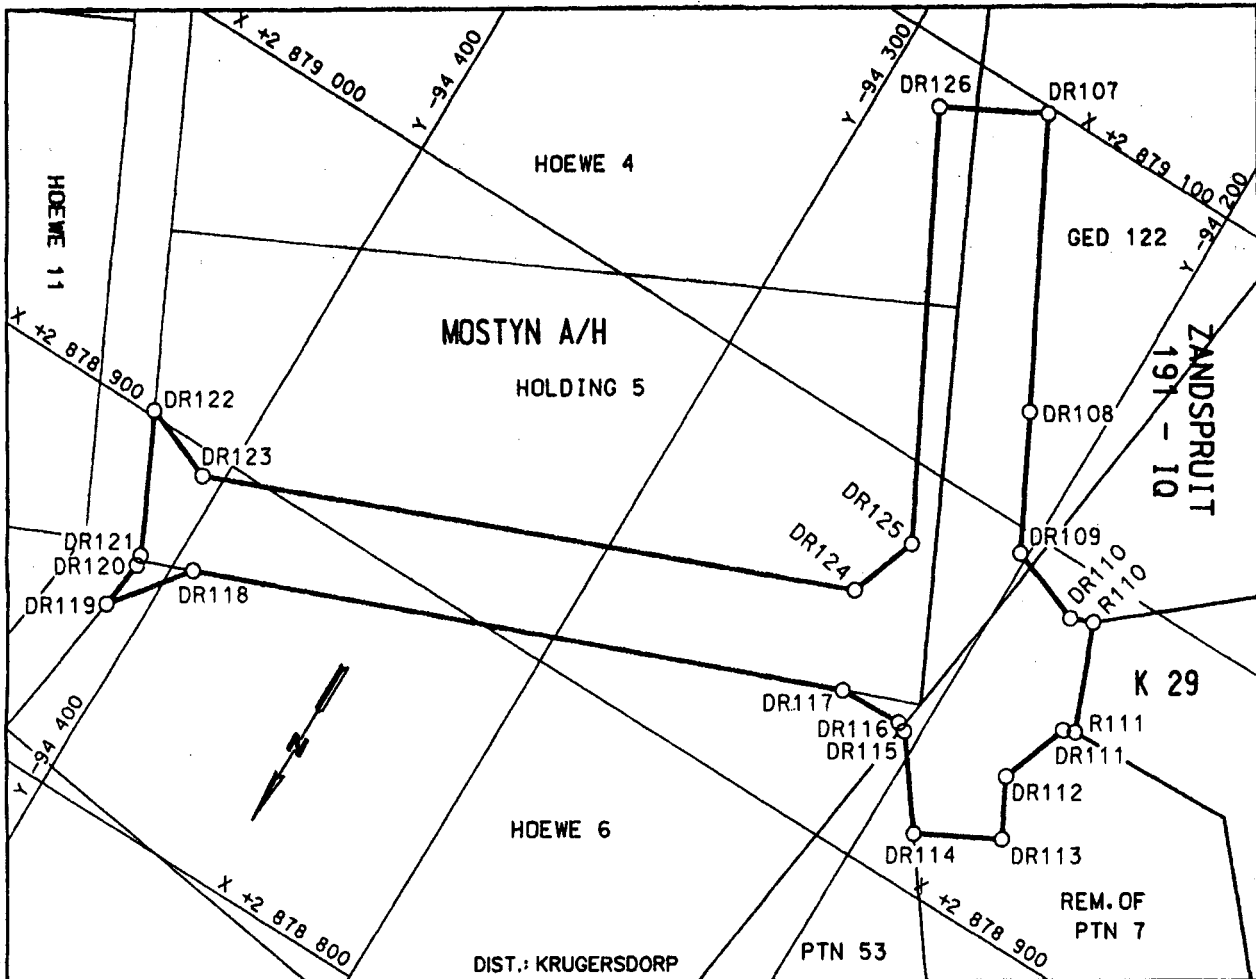 X +2 879 000
Y -94 400
Y -94 300
DR126
DR107
X +2 879 100
HOEWE 4
HOEWE 11
GED 122
Y -94 200
X +2 878 900
MOSTYN A/H
ZANDSPRUIT
191 - IQ
HOLDING 5
DR122
DR108
DR123
DR125
DR121
DR109
DR120
DR124
DR110
R110
DR119
DR118
K 29
DR117
N
DR116
R111
DR115
DR111
Y -94 400
DR112
HOEWE 6
DR114
DR113
X +2 878 800
X +2 878 900
REM. OF
PTN 7
PTN 53
DIST.: KRUGERSDORP